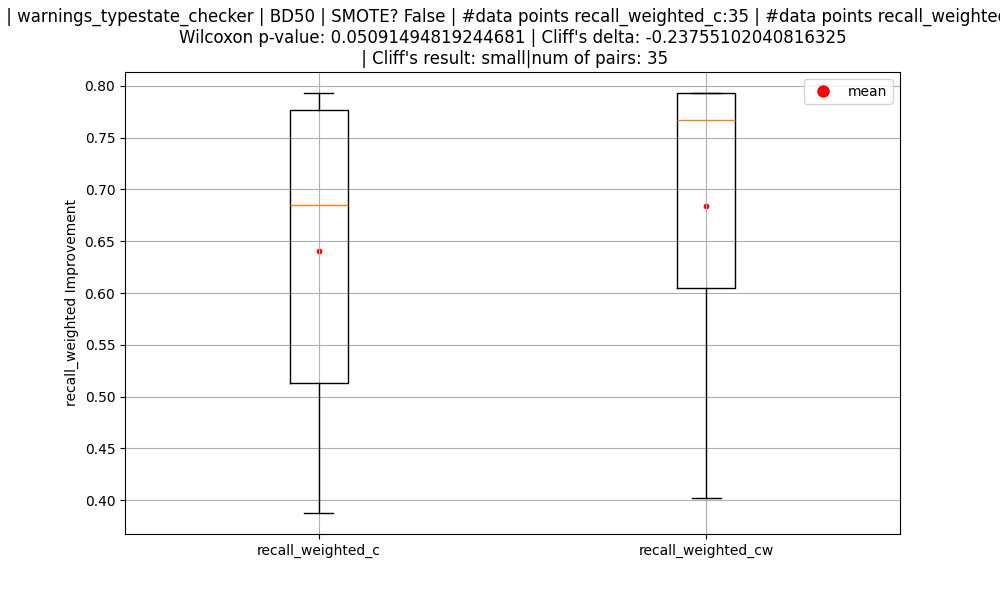 | warnings_typestate_checker | BD50 | SMOTE? False | #data points recall_weighted_c:35 | #data points
Wilcoxon p-value: 0.05091494819244681 | Cliff's delta: -0.23755102040816325
| Cliff's result: small|num of pairs: 35
mean
0.80
0.75
0.70
0.65
0.60
0.55
0.50
0.45
0.40
recall_weighted Improvement
recall_weighted_c
recall_weighted_cw